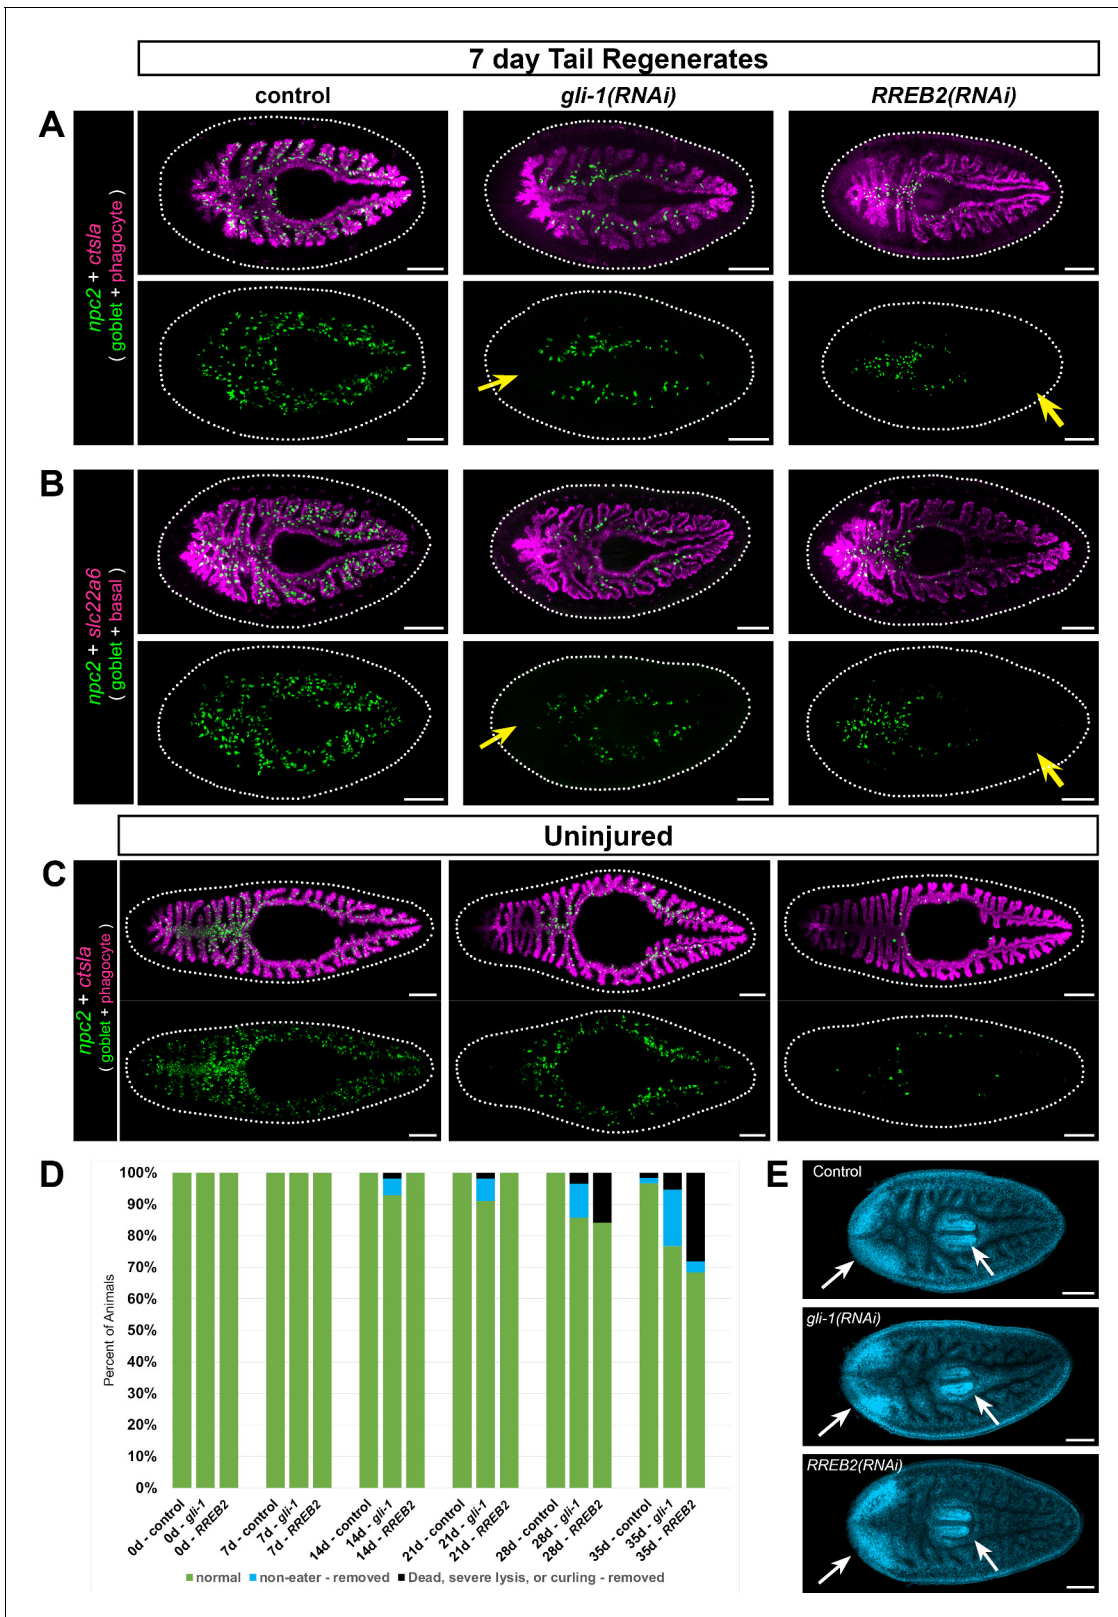 7 day Tail Regenerates
control
gli-1(RNAi)
RREB2(RNAi)
A
npc2 + ctsla
( goblet + phagocyte )
B
npc2 + slc22a6
( goblet + basal )
Uninjured
C
npc2 + ctsla
( goblet + phagocyte )
D
Percent of Animals
100%
90%
80%
70%
60%
50%
40%
30%
20%
10%
0%
0d - control
0d - gli-1
0d - RREB2
7d - control
7d - gli-1
7d - RREB2
14d - control
14d - gli-1
14d - RREB2
21d - control
21d - gli-1
21d - RREB2
28d - control
28d - gli-1
28d - RREB2
35d - control
35d - gli-1
35d - RREB2
normal
non-eater - removed
Dead, severe lysis, or curling - removed
E
Control
gli-1(RNAi)
RREB2(RNAi)